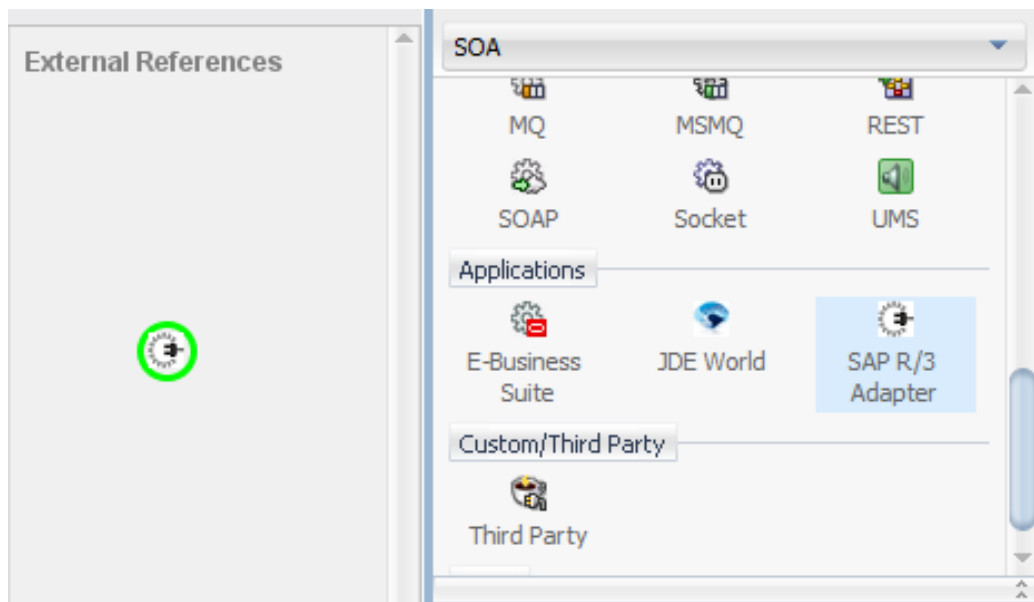 External References
SOA
MQ
MSMQ
REST
SOAP
Socket
UMS
Applications
E-Business
Suite
JDE World
SAP R/3
Adapter
Custom/Third Party
Third Party